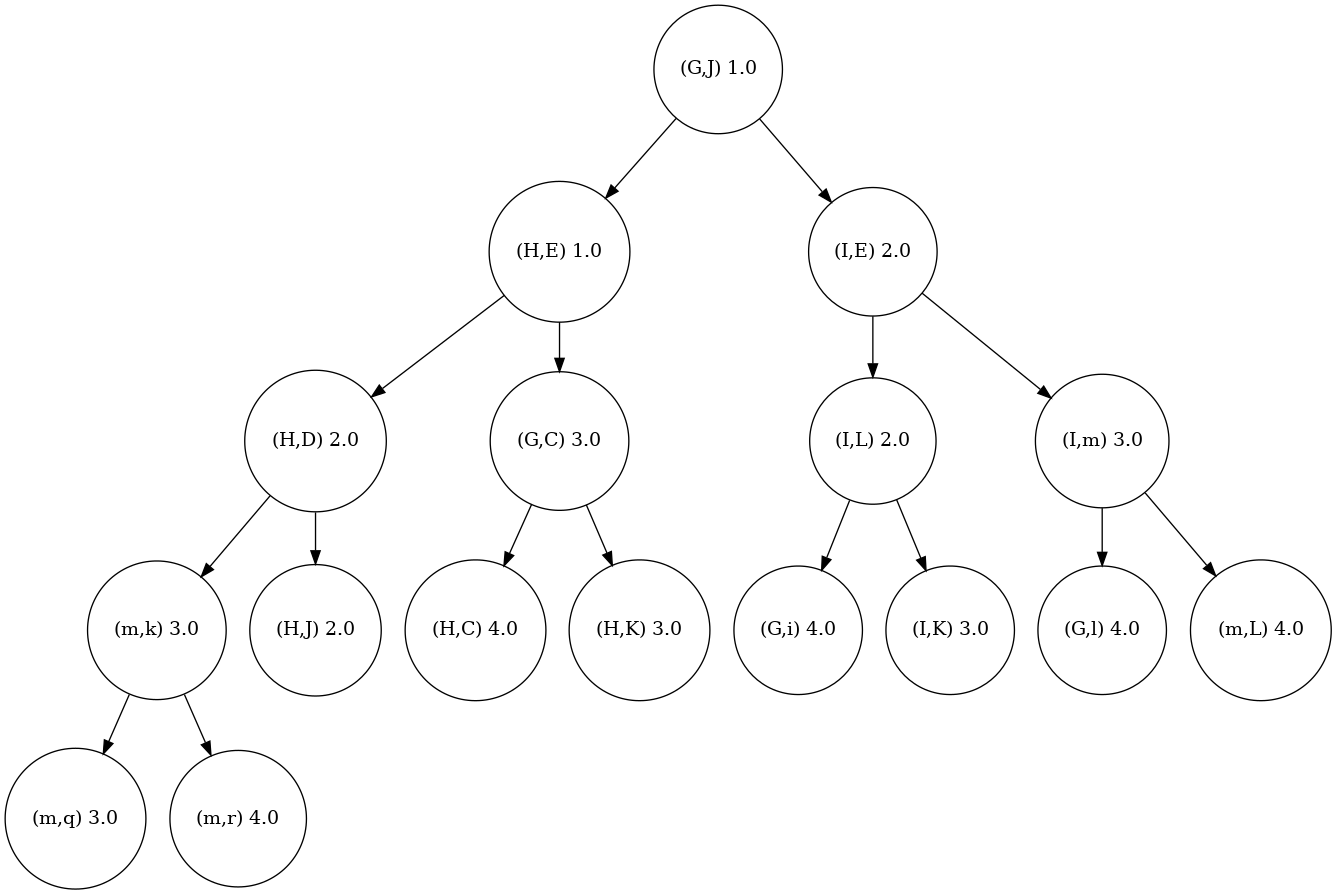 (G,J) 1.0
(H,E) 1.0
(I,E) 2.0
(H,D) 2.0
(G,C) 3.0
(I,L) 2.0
(I,m) 3.0
(m,k) 3.0
(H,J) 2.0
(H,C) 4.0
(H,K) 3.0
(G,i) 4.0
(I,K) 3.0
(G,l) 4.0
(m,L) 4.0
(m,q) 3.0
(m,r) 4.0